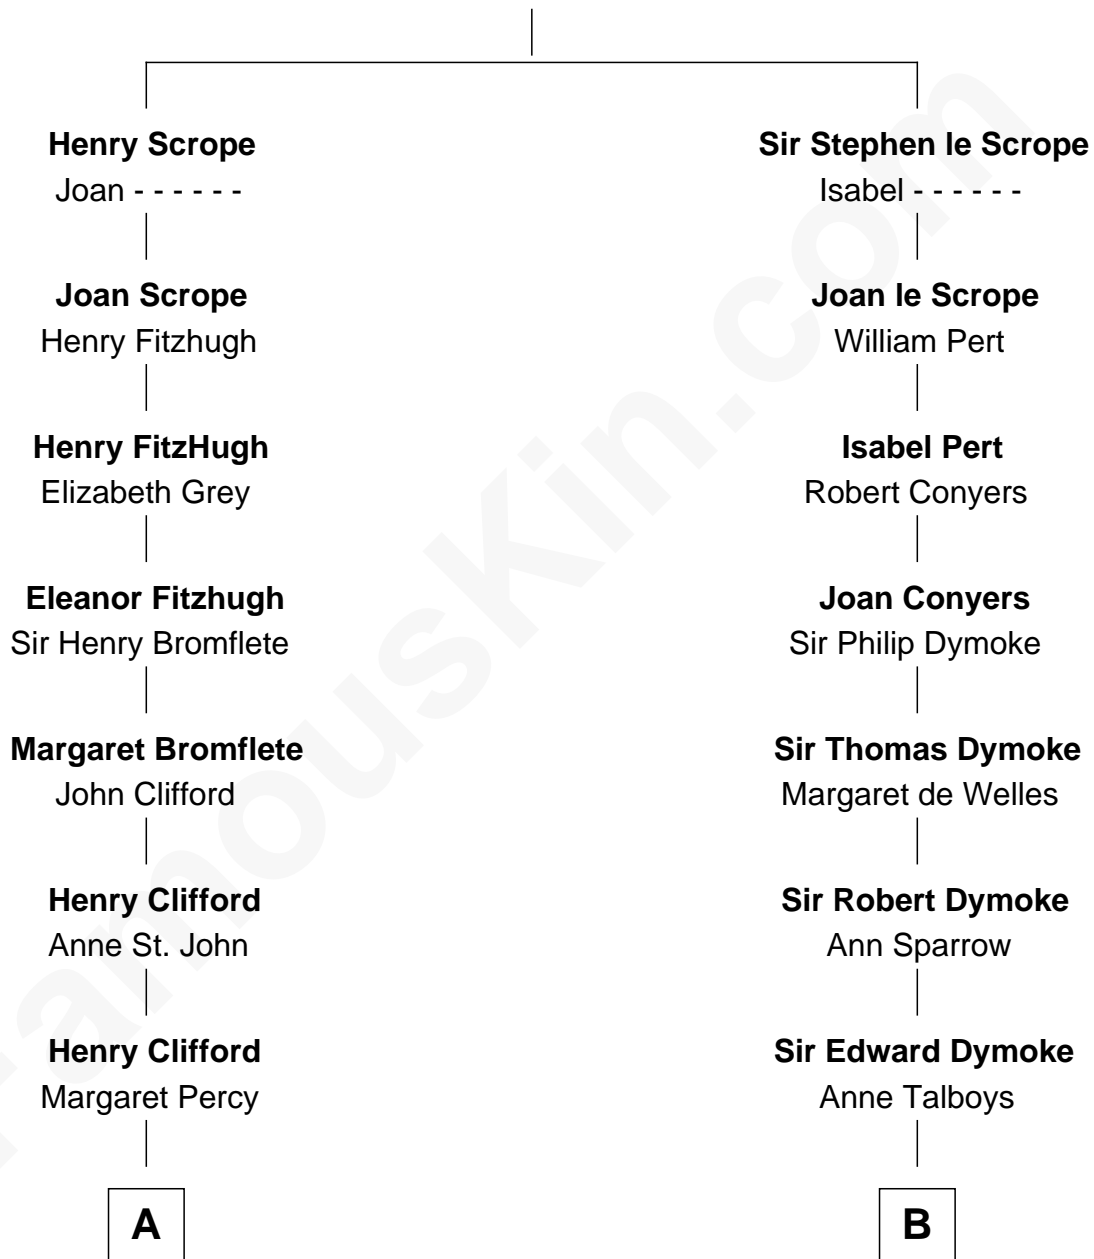 Henry Scrope
Joan - - - - - -
Joan Scrope
Henry Fitzhugh
Henry FitzHugh
Elizabeth Grey
Eleanor Fitzhugh
Sir Henry Bromflete
Margaret Bromflete
John Clifford
Henry Clifford
Anne St. John
Henry Clifford
Margaret Percy
A
Sir Stephen le Scrope
Isabel - - - - - -
Joan le Scrope
William Pert
Isabel Pert
Robert Conyers
Joan Conyers
Sir Philip Dymoke
Sir Thomas Dymoke
Margaret de Welles
Sir Robert Dymoke
Ann Sparrow
Sir Edward Dymoke
Anne Talboys
B
FamousKin.com